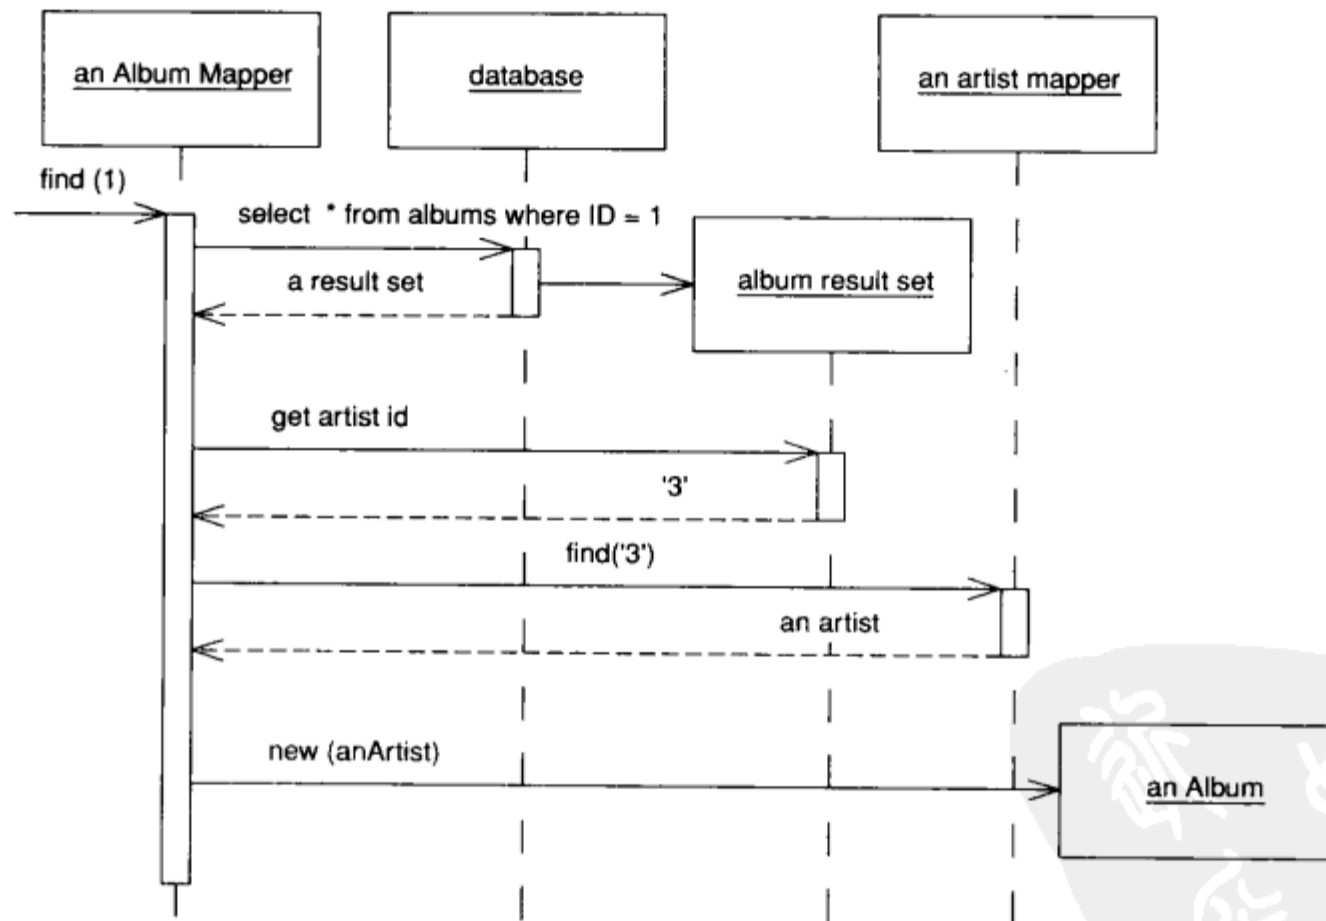 an Album Mapper
database
an artist mapper
find (1)
select * from albums where ID = 1
a result set
album result set
get artist id
'3'
find('3')
an artist
new (anArtist)
an Album